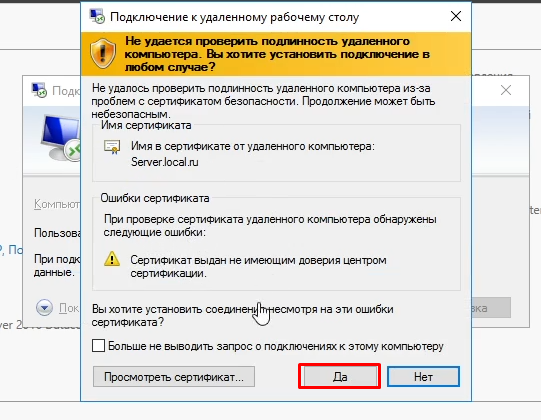 Подключение к удаленному рабочему столу
Не удается проверить подлинность удаленного
компьютера. Вы хотите установить подключение в
любом случае?
Не удалось проверить подлинность удаленного компьютера из-за
проблем с сертификатом безопасности. Продолжение может быть
небезопасным.
Имя сертификата
Имя в сертификате от удаленного компьютера:
Server.local.ru
Ошибки сертификата
При проверке сертификата удаленного компьютера обнаружены
следующие ошибки:
Сертификат выдан не имеющим доверия центром
сертификации.
Вы хотите установить соединение, несмотря на эти ошибки
сертификата?
Больше не выводить запрос о подключениях к этому компьютеру
Просмотреть сертификат...
Да
Нет
Компьют
Пользова
При подк
данные.